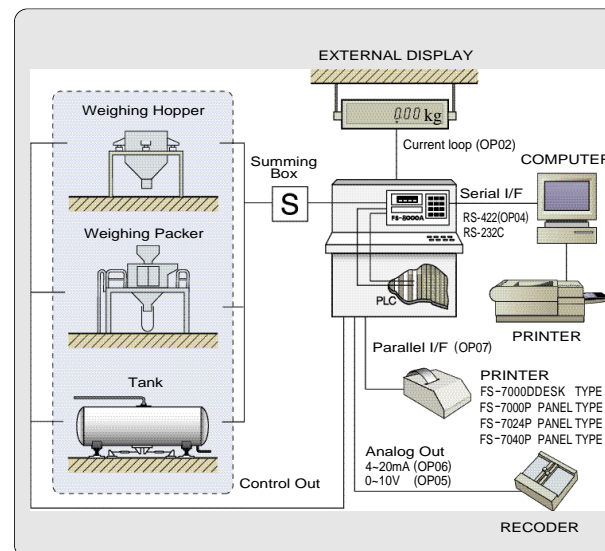 EXTERNAL DISPLAY
0.00 kg
Current loop (OP02)
Weighing Hopper
Summing
Box
S
COMPUTER
Serial I/F
RS-422(OP04)
RS-232C
FS-8000A
Weighing Packer
PLC
PRINTER
Parallel I/F (OP07)
PRINTER
FS-7000DDESK TYPE
FS-7000P PANEL TYPE
FS-7024P PANEL TYPE
FS-7040P PANEL TYPE
Tank
Analog Out
4~20mA (OP06)
0~10V (OP05)
Control Out
RECODER